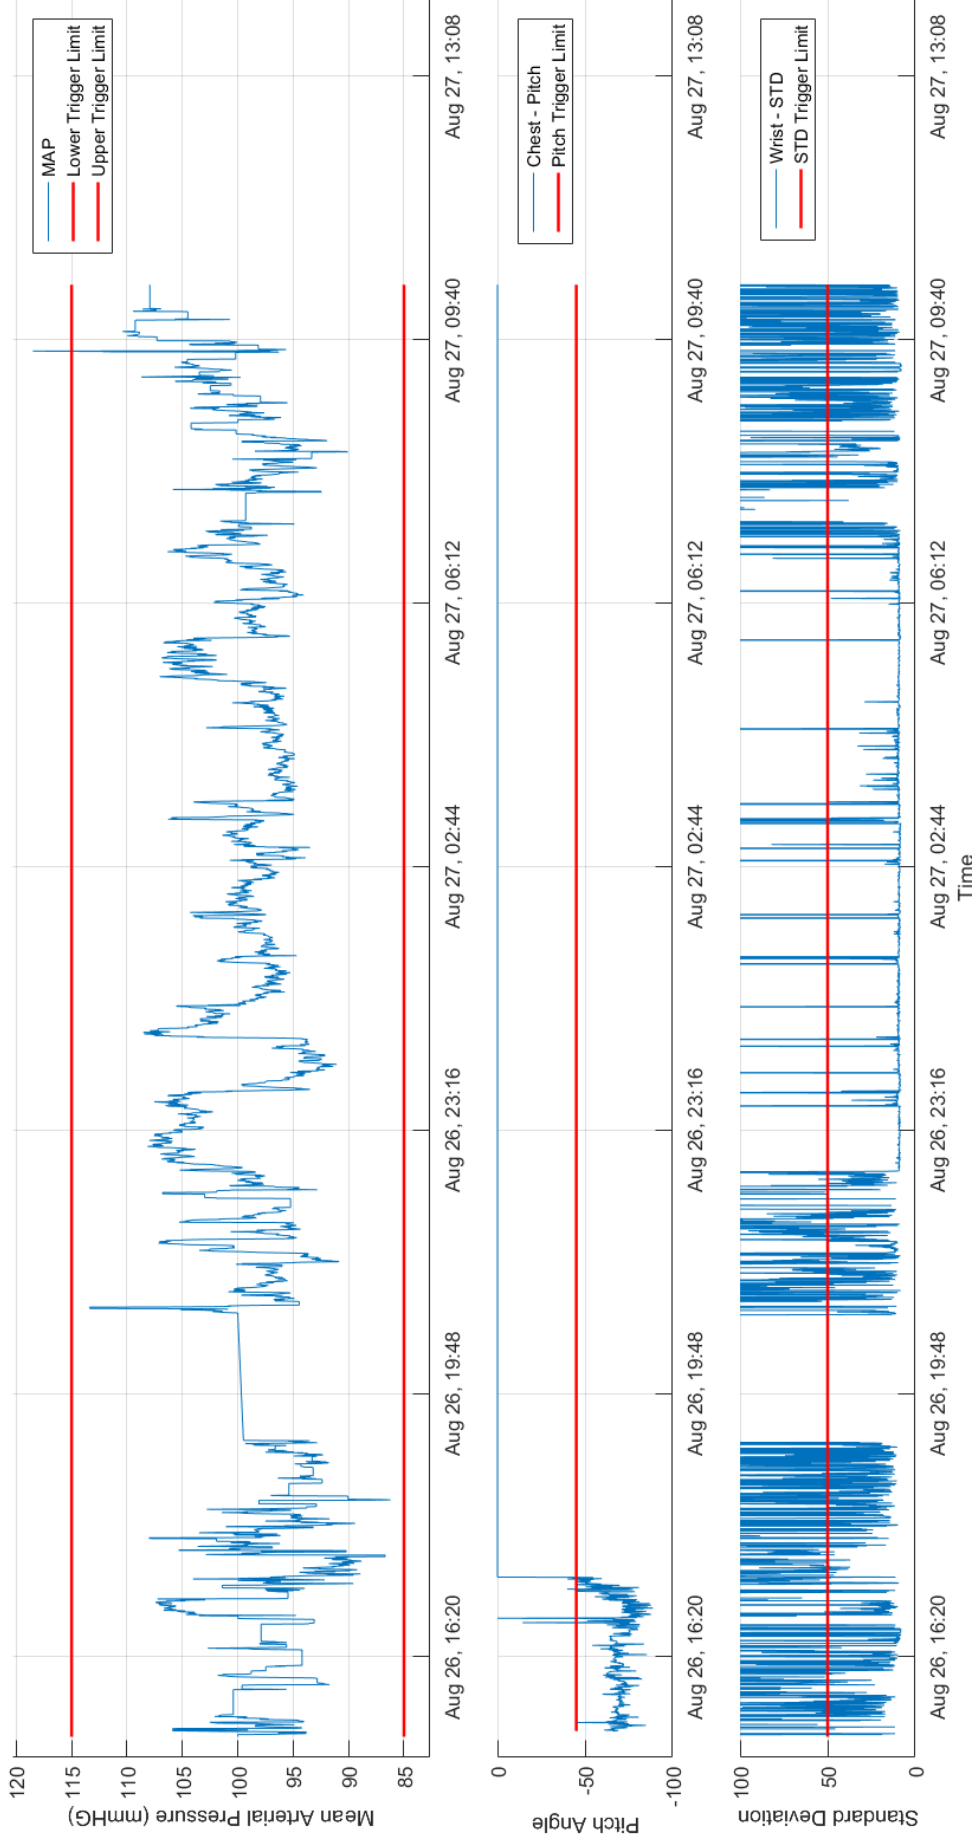 120
115
110
105
100
95
90
85
Mean Arterial Pressure (mmHG)
MAP
Lower Trigger Limit
Upper Trigger Limit
Aug 26, 16:20
Aug 26, 19:48
Aug 26, 23:16
Aug 27, 02:44
Aug 27, 06:12
Aug 27, 09:40
Aug 27, 13:08
0
-50
-100
Pitch Angle
Chest - Pitch
Pitch Trigger Limit
Aug 26, 16:20
Aug 26, 19:48
Aug 26, 23:16
Aug 27, 02:44
Aug 27, 06:12
Aug 27, 09:40
Aug 27, 13:08
100
50
0
Standard Deviation
Wrist - STD
STD Trigger Limit
Aug 26, 16:20
Aug 26, 19:48
Aug 26, 23:16
Aug 27, 02:44
Aug 27, 06:12
Aug 27, 09:40
Aug 27, 13:08
Time